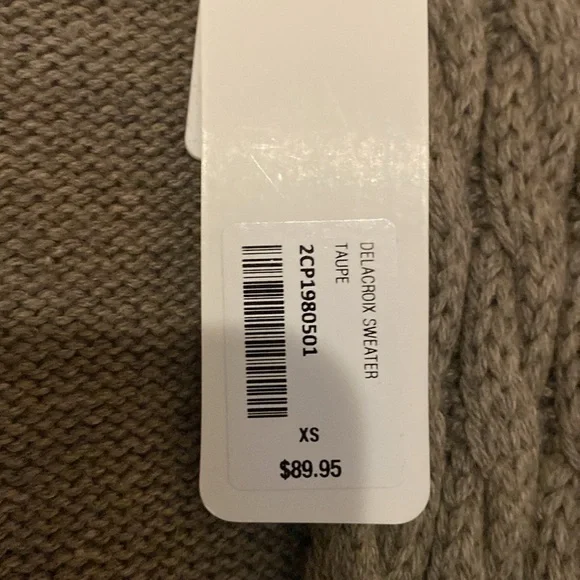 DELACROIX SWEATER
TAUPE
2CP1980501
XS
$89.95